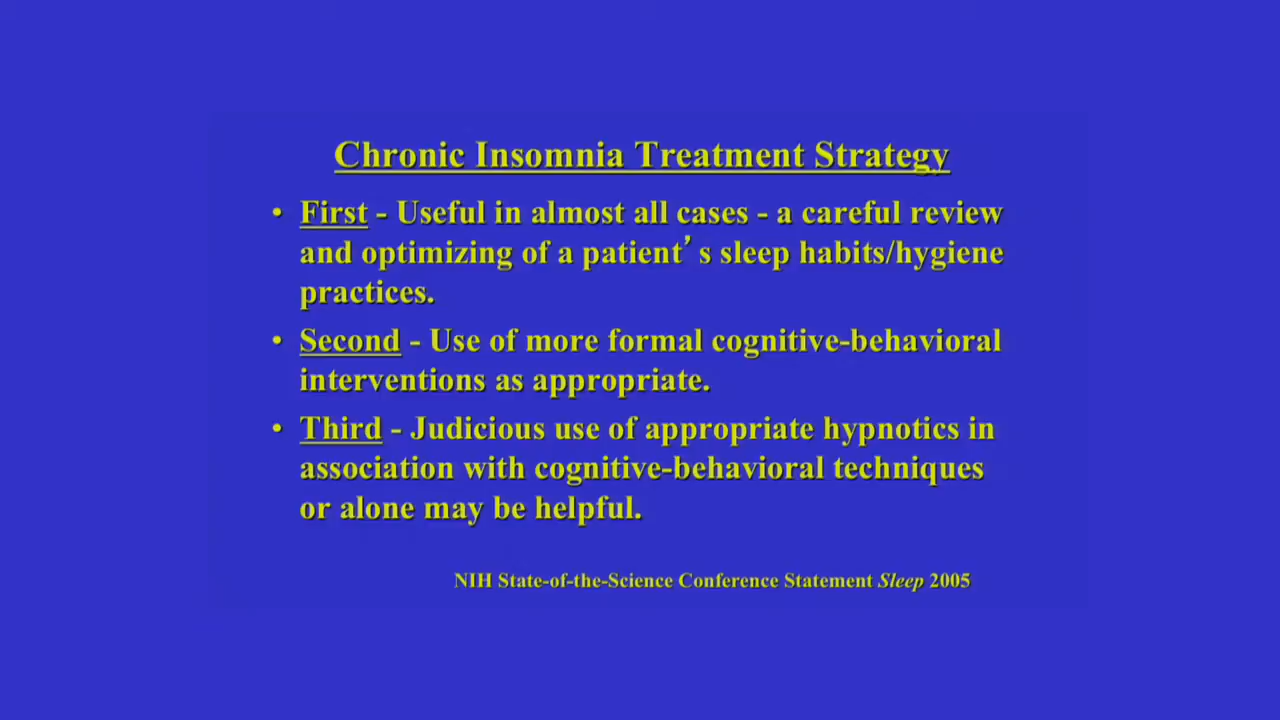 Chronic Insomnia Treatment Strategy
• First - Useful in almost all cases - a careful review
and optimizing of a patient’s sleep habits/hygiene
practices.
• Second - Use of more formal cognitive-behavioral
interventions as appropriate.
• Third - Judicious use of appropriate hypnotics in
association with cognitive-behavioral techniques
or alone may be helpful.
NIH State-of-the-Science Conference Statement Sleep 2005